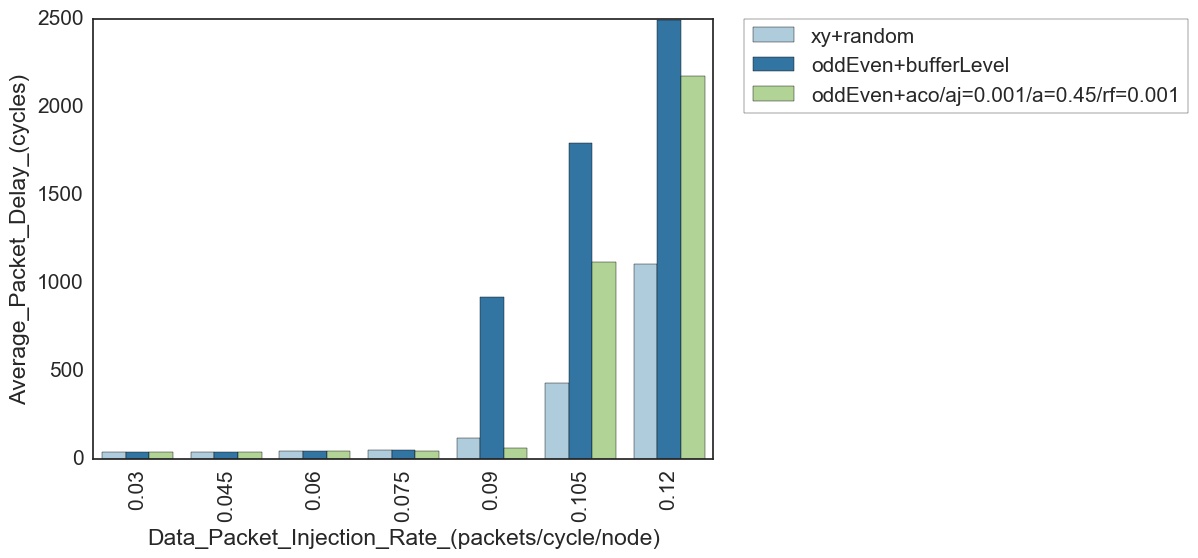 2500
2000
1500
1000
500
0
Average_Packet_Delay_(cycles)
0.03
0.045
0.06
0.075
0.09
0.105
0.12
Data_Packet_Injection_Rate_(packets/cycle/node)
xy+random
oddEven+bufferLevel
oddEven+aco/aj=0.001/a=0.45/rf=0.001